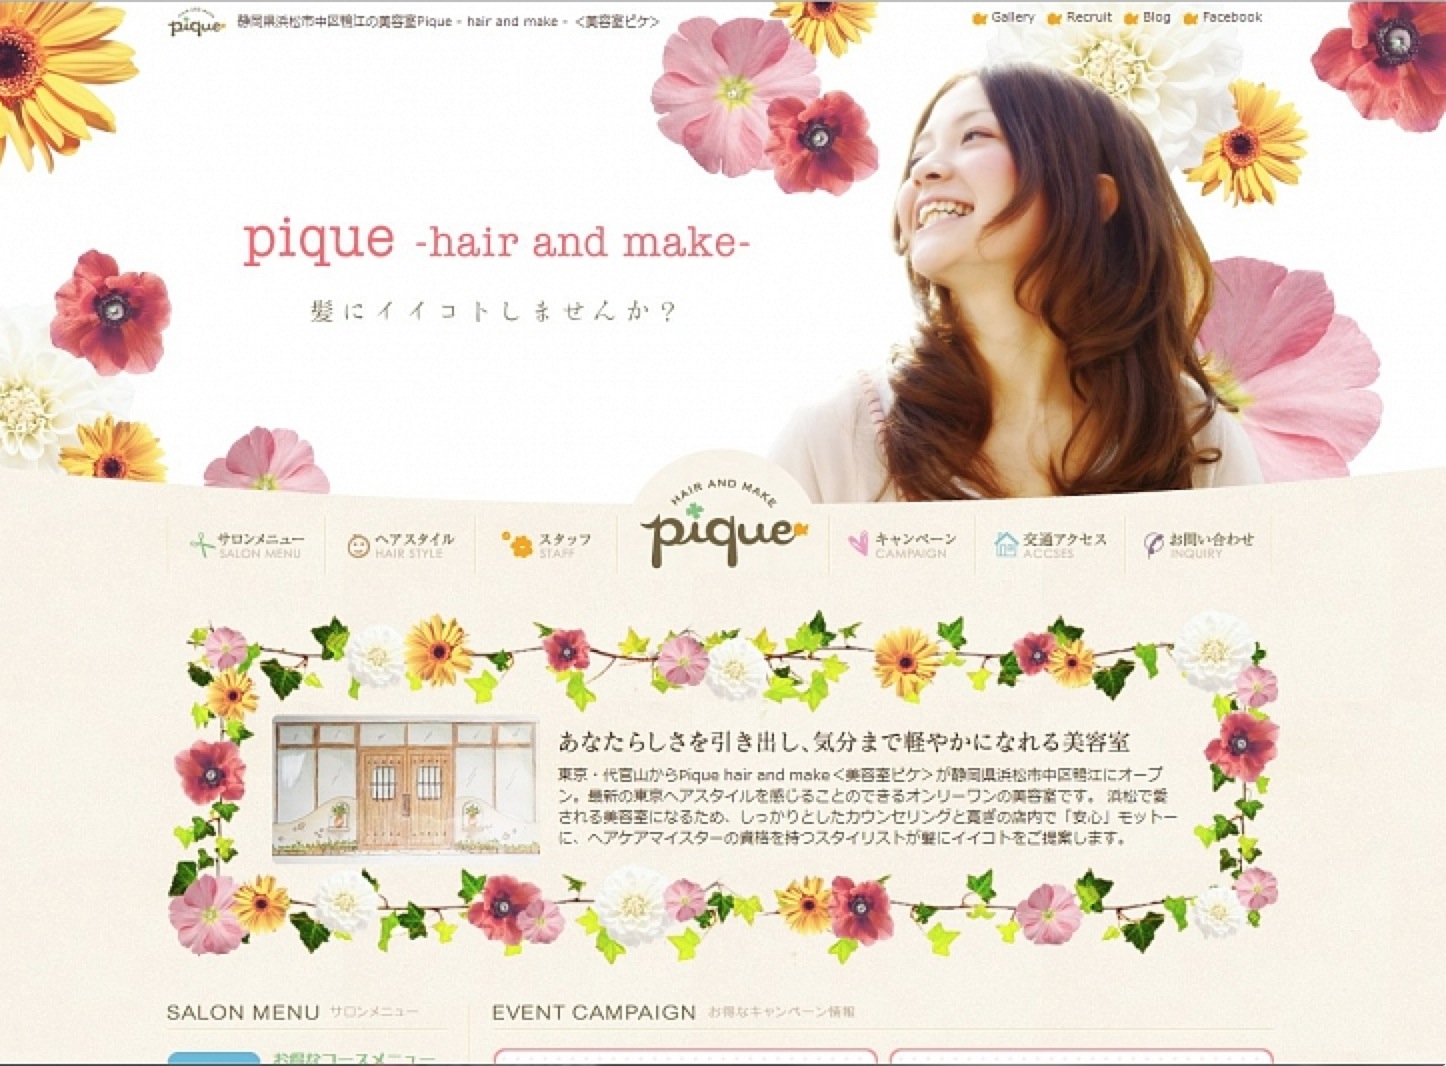 pique
静岡県浜松市中区鴨江の美容室Pique - hair and make - ＜美容室ピケ＞
Gallery Recruit Blog Facebook
pique -hair and make-
髪にイイコトしませんか？
HAIR AND MAKE
pique
サロンメニュー
SALON MENU
ヘアスタイル
HAIR STYLE
スタッフ
STAFF
キャンペーン
CAMPAIGN
交通アクセス
ACCSES
お問い合わせ
INQUIRY
あなたらしさを引き出し、気分まで軽やかになれる美容室
東京・代官山からPique hair and make＜美容室ピケ＞が静岡県浜松市中区鴨江にオープ
ン。最新の東京ヘアスタイルを感じることのできるオンリーワンの美容室です。 浜松で愛
される美容室になるため、しっかりとしたカウンセリングと寛ぎの店内で「安心」モットー
に、ヘアケアマイスターの資格を持つスタイリストが髪にイイコトをご提案します。
SALON MENU サロンメニュー
EVENT CAMPAIGN お得なキャンペーン情報
お得なコースメニュー